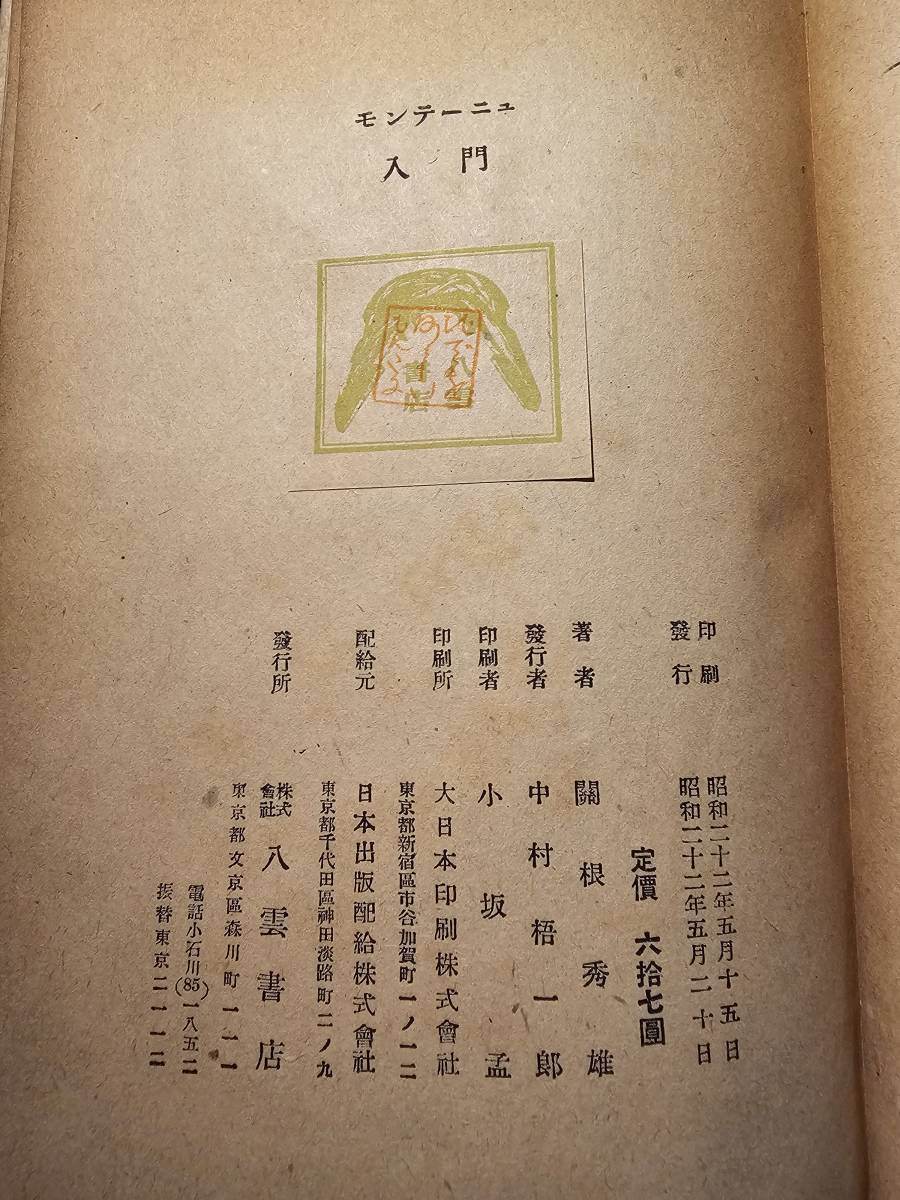 モンテーニュ
入門
書店
印刷 昭和二十二年五月十五日
發行 昭和二十二年五月二十日
定價 六拾七圓
著者 關根秀雄
發行者 中村梧一郎
印刷者 小坂孟
東京都新宿區市谷加賀町一ノ一二
印刷所 大日本印刷株式會社
東京都千代田區神田淡路町二ノ九
配給元 日本出版配給株式會社
發行所 株式會社 八雲書店
東京都文京區森川町一一一
電話小石川(85)一八五二
振替東京二一一二